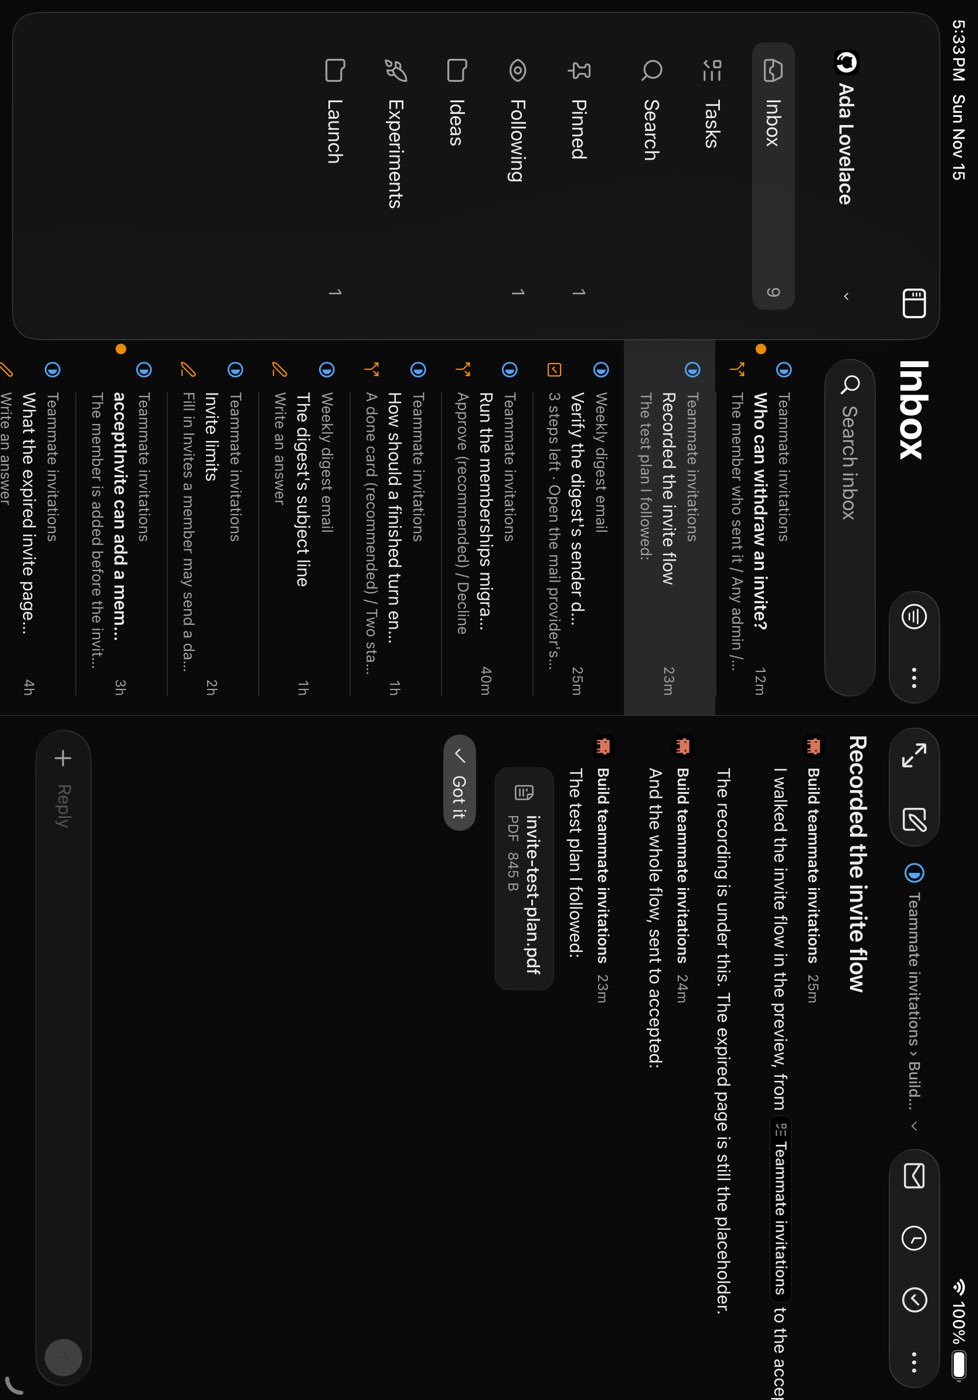 5:33 PM Sun Nov 15
100%
Ada Lovelace
Inbox 9
Tasks
Search
Pinned 1
Following 1
Ideas
Experiments
Launch 1
Inbox
Search inbox
Teammate invitations
Who can withdraw an invite? 12m
The member who sent it / Any admin /...
Teammate invitations
Recorded the invite flow 23m
The test plan I followed:
Weekly digest email
Verify the digest's sender d... 25m
3 steps left · Open the mail provider's...
Teammate invitations
Run the memberships migra... 40m
Approve (recommended) / Decline
Teammate invitations
How should a finished turn en... 1h
A done card (recommended) / Two sta...
Weekly digest email
The digest's subject line 1h
Write an answer
Teammate invitations
Invite limits 2h
Fill in Invites a member may send a da...
Teammate invitations
acceptInvite can add a mem... 3h
The member is added before the invit...
Teammate invitations
What the expired invite page... 4h
Write an answer
Teammate invitations › Build...
Recorded the invite flow
Build teammate invitations 25m
I walked the invite flow in the preview, from Teammate invitations to the accep
The recording is under this. The expired page is still the placeholder.
Build teammate invitations 24m
And the whole flow, sent to accepted:
Build teammate invitations 23m
The test plan I followed:
invite-test-plan.pdf
PDF 845 B
Got it
Reply